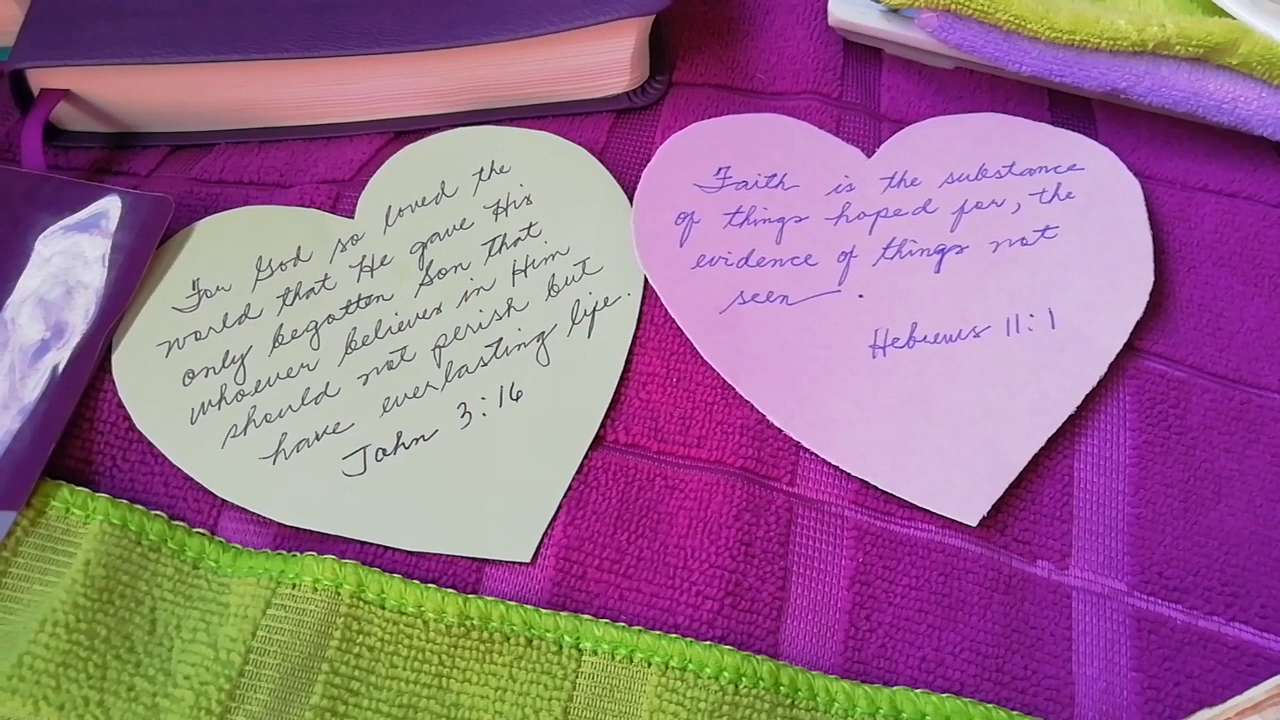 For God so loved the
world that He gave His
only begotten Son that
whoever believes in Him
should not perish but
have everlasting life.
John 3:16
Faith is the substance
of things hoped for, the
evidence of things not
seen.
Hebrews 11:1